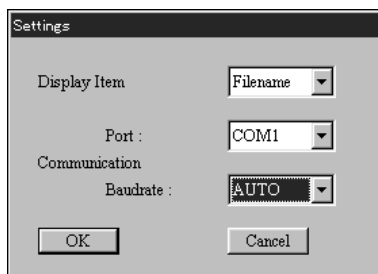 Settings
Display Item Filename
Port : COM1
Communication
Baudrate : AUTO
OK Cancel